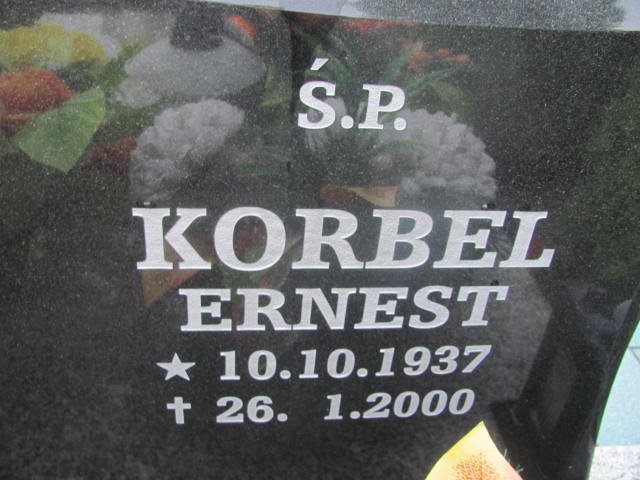 Ś.P.
KORBEL
ERNEST
★ 10.10.1937
✝ 26. 1.2000